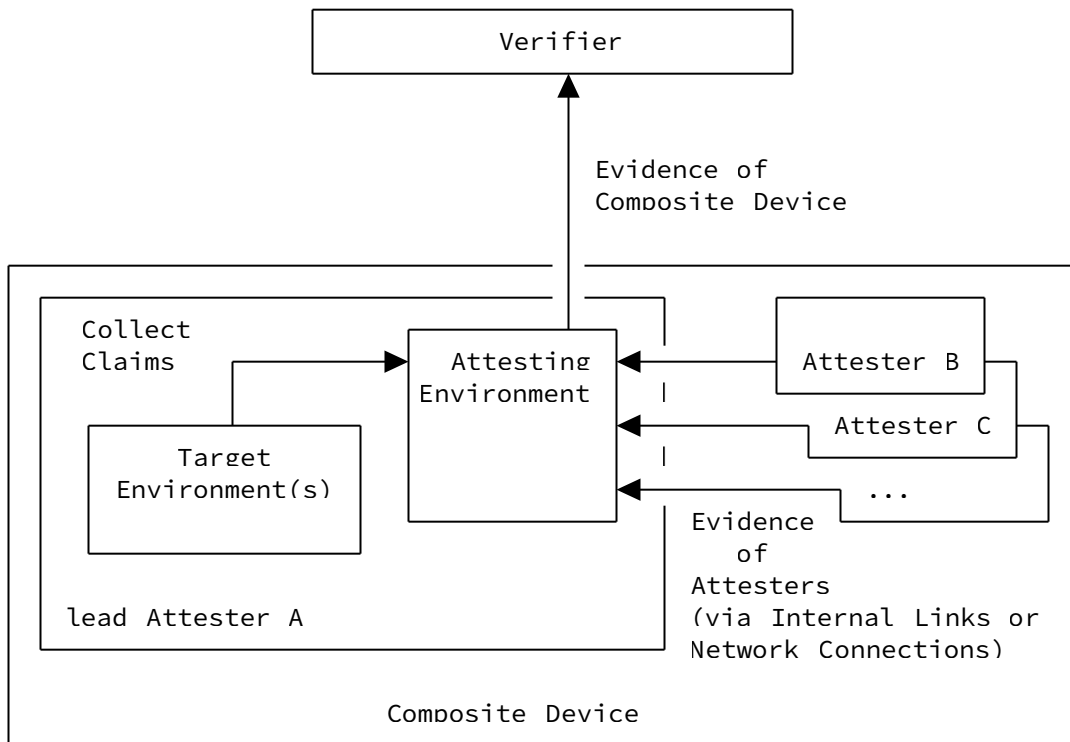 Verifier
Evidence of
Composite Device
Collect
Claims
Attesting
Environment
Attester B
Attester C
...
Target
Environment(s)
Evidence
of
Attesters
(via Internal Links or
Network Connections)
lead Attester A
Composite Device